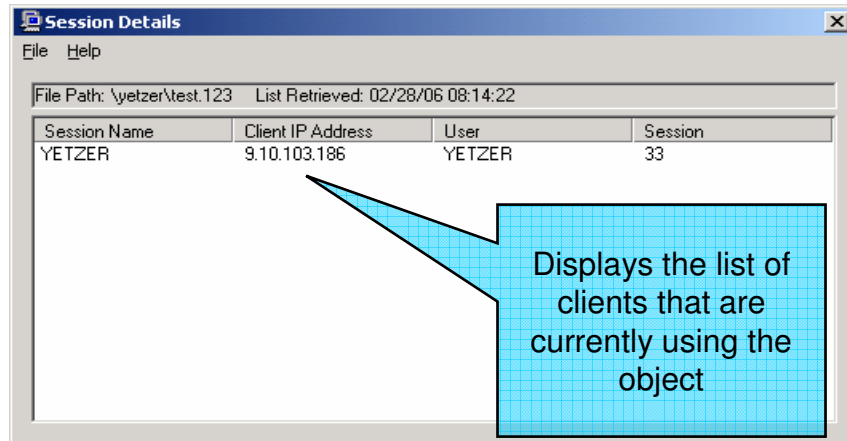 Session Details
File Help
File Path: \yetzer\test.123 List Retrieved: 02/28/06 08:14:22
Session Name Client IP Address User Session
YETZER 9.10.103.186 YETZER 33
Displays the list of
clients that are
currently using the
object